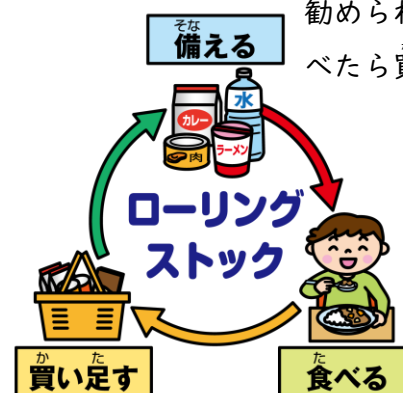 勧められ
べたら買
そな
備える
カレー
水
肉
ラーメン
ローリング
ストック
か た
買い足す
た
食べる